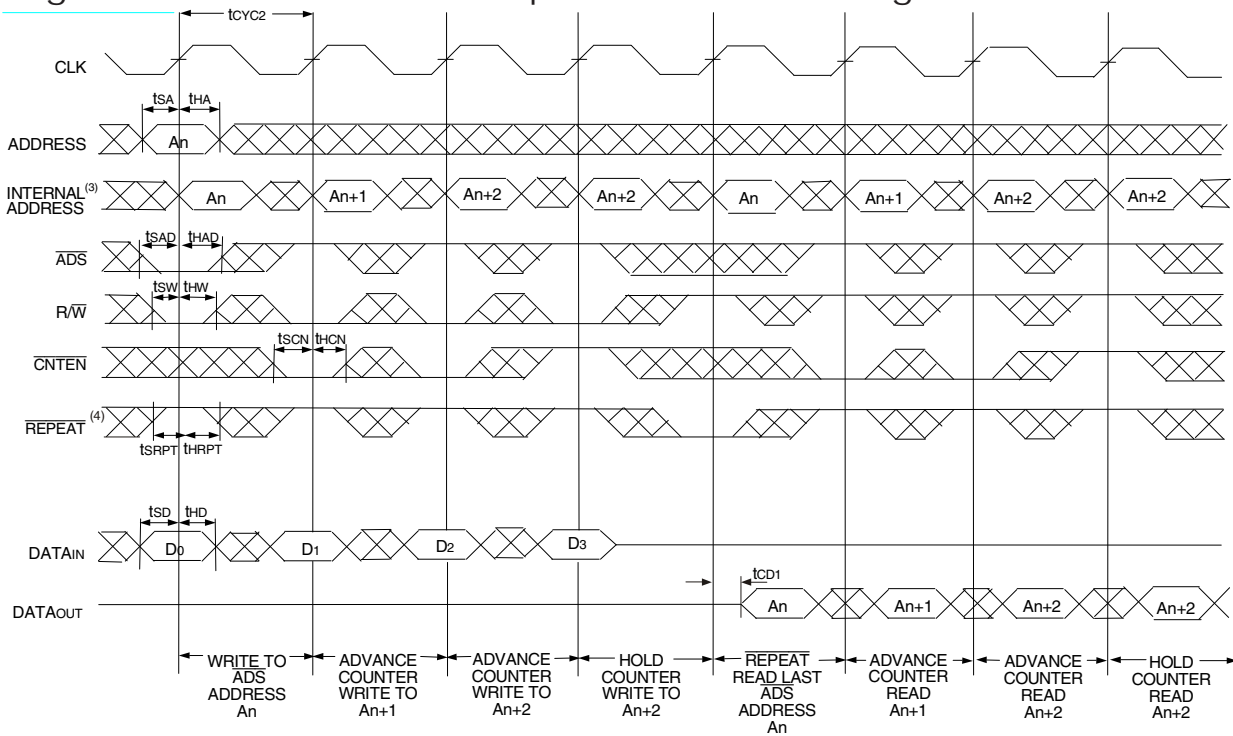 tCYC2
CLK
tSA tHA
ADDRESS An
INTERNAL(3) ADDRESS An An+1 An+2 An+2 An An+1 An+2 An+2
tSAD tHAD
ADS
tSW tHW
R/W
tSCN tHCN
CNTEN
REPEAT (4)
tSRPT tHRPT
tSD tHD
DATAIN D0 D1 D2 D3
tCD1
DATAOUT An An+1 An+2 An+2
WRITE TO
ADS
ADDRESS
An
ADVANCE
COUNTER
WRITE TO
An+1
ADVANCE
COUNTER
WRITE TO
An+2
HOLD
COUNTER
WRITE TO
An+2
REPEAT
READ LAST
ADS
ADDRESS
An
ADVANCE
COUNTER
READ
An+1
ADVANCE
COUNTER
READ
An+2
HOLD
COUNTER
READ
An+2